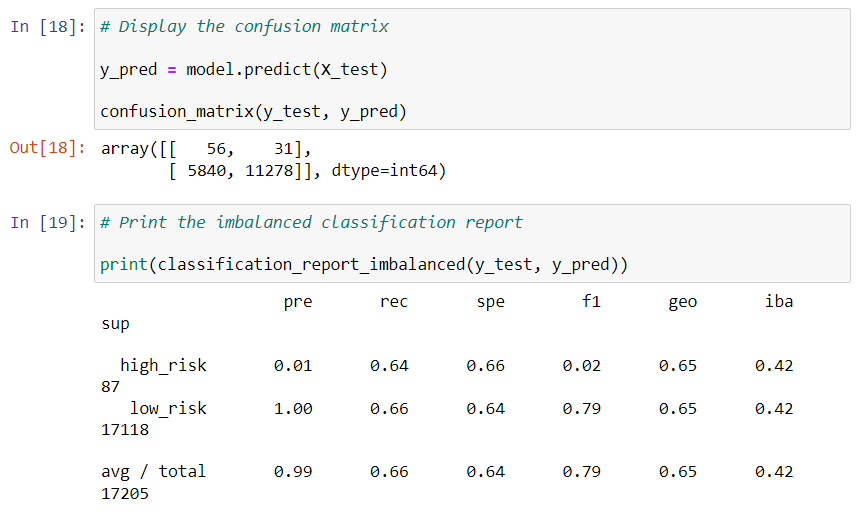 In [18]: # Display the confusion matrix
y_pred = model.predict(X_test)
confusion_matrix(y_test, y_pred)
Out[18]: array([[   56,    31],
       [ 5840, 11278]], dtype=int64)
In [19]: # Print the imbalanced classification report
print(classification_report_imbalanced(y_test, y_pred))
pre       rec       spe        f1       geo       iba
sup
high_risk       0.01      0.64      0.66      0.02      0.65      0.42
87
low_risk       1.00      0.66      0.64      0.79      0.65      0.42
17118
avg / total       0.99      0.66      0.64      0.79      0.65      0.42
17205